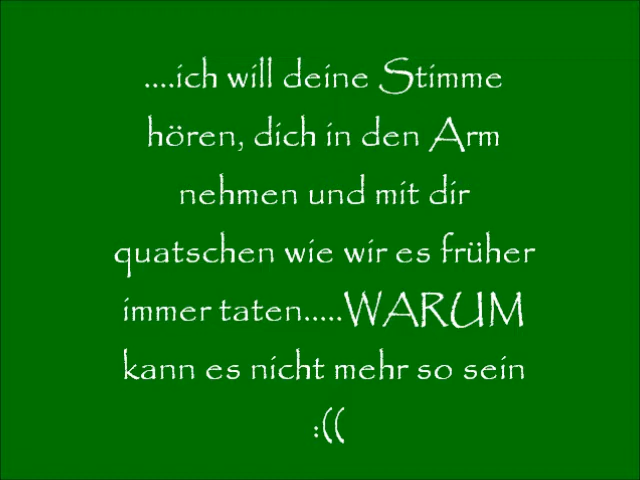 ....ich will deine Stimme
hören, dich in den Arm
nehmen und mit dir
quatschen wie wir es früher
immer taten.....WARUM
kann es nicht mehr so sein
:((